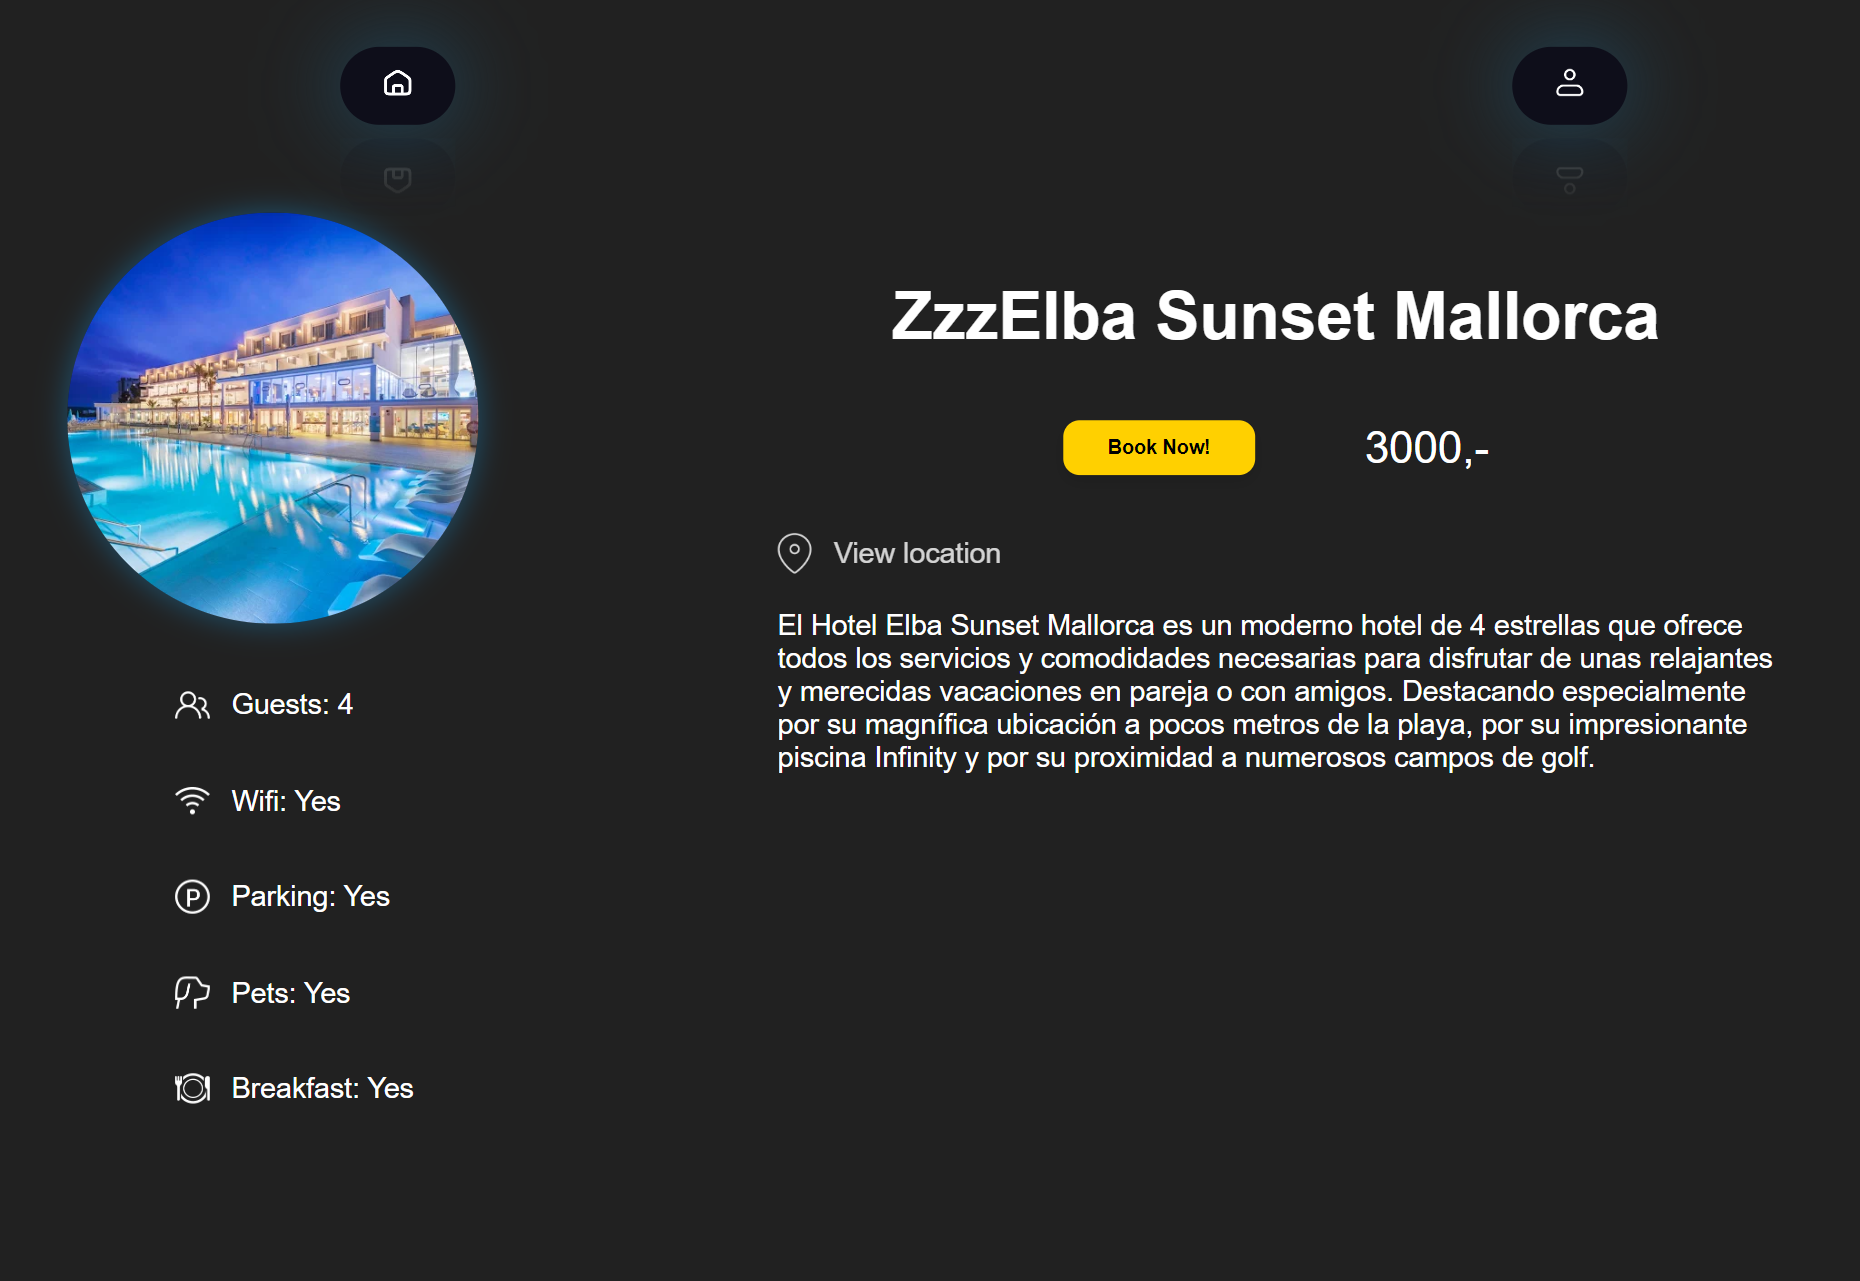 ZzzElba Sunset Mallorca
Book Now!
3000,-
View location
El Hotel Elba Sunset Mallorca es un moderno hotel de 4 estrellas que ofrece
todos los servicios y comodidades necesarias para disfrutar de unas relajantes
y merecidas vacaciones en pareja o con amigos. Destacando especialmente
por su magnífica ubicación a pocos metros de la playa, por su impresionante
piscina Infinity y por su proximidad a numerosos campos de golf.
Guests: 4
Wifi: Yes
P
Parking: Yes
Pets: Yes
Breakfast: Yes